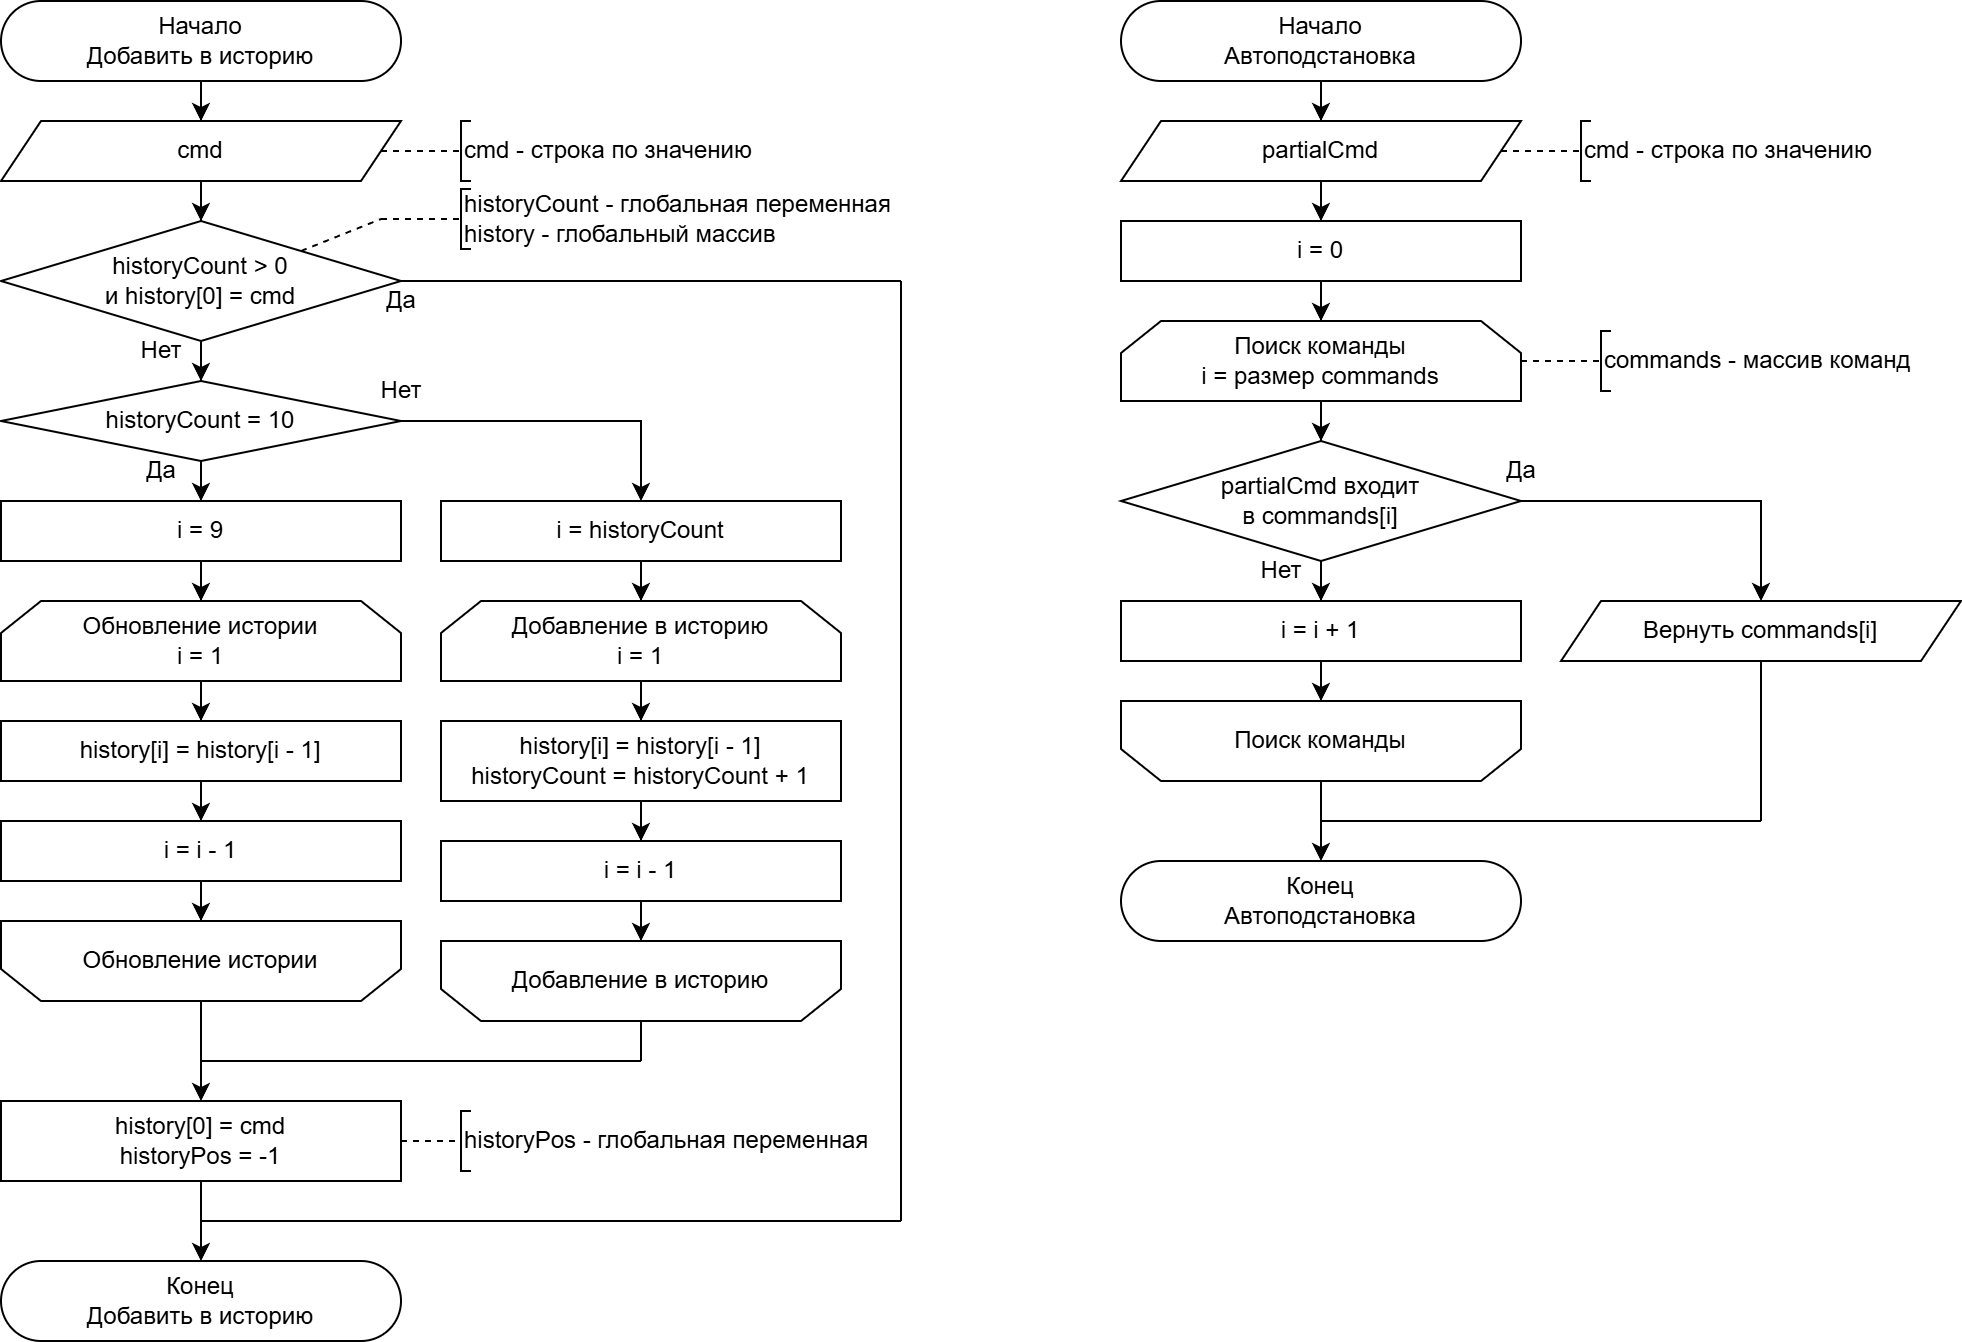 Начало
Добавить в историю
cmd
cmd - строка по значению
historyCount - глобальная переменная
history - глобальный массив
historyCount > 0
и history[0] = cmd
Да
Нет
historyCount = 10
Нет
Да
i = 9
Обновление истории
i = 1
history[i] = history[i - 1]
i = i - 1
Обновление истории
i = historyCount
Добавление в историю
i = 1
history[i] = history[i - 1]
historyCount = historyCount + 1
i = i - 1
Добавление в историю
history[0] = cmd
historyPos = -1
historyPos - глобальная переменная
Конец
Добавить в историю
Начало
Автоподстановка
partialCmd
cmd - строка по значению
i = 0
Поиск команды
i = размер commands
commands - массив команд
partialCmd входит
в commands[i]
Да
Нет
i = i + 1
Вернуть commands[i]
Поиск команды
Конец
Автоподстановка